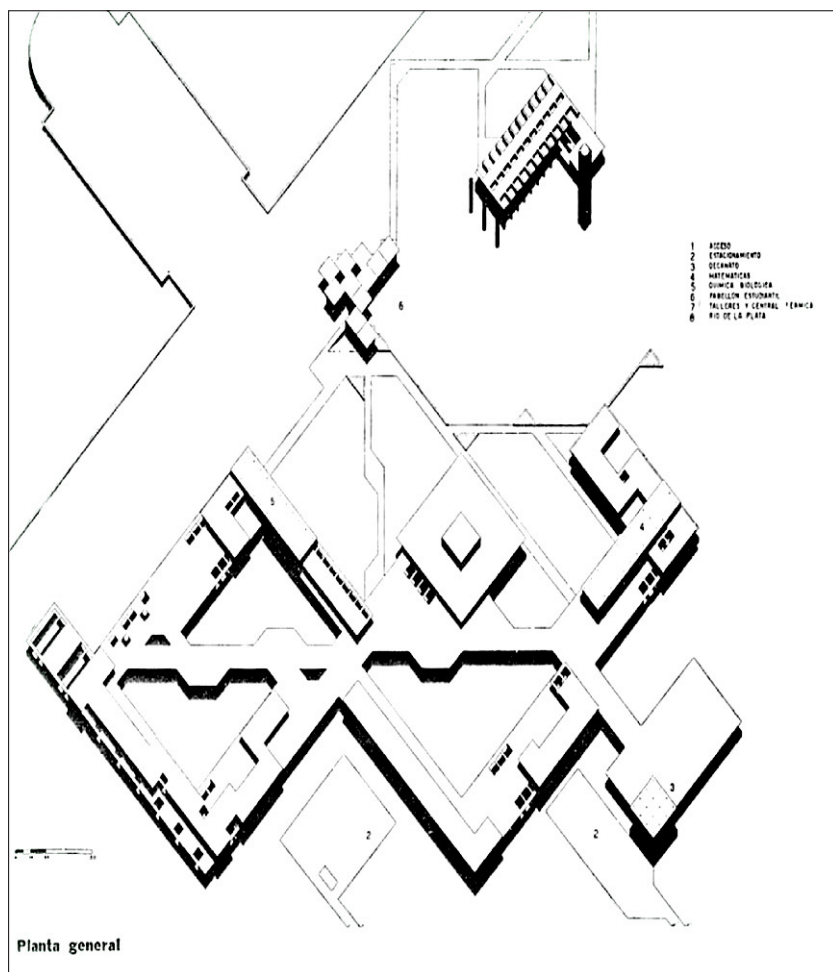 1 ACCESO
2 ESTACIONAMIENTO
3 DECANATO
4 MATEMATICAS
5 QUIMICA BIOLOGICA
6 PABELLON ESTUDIANTIL
7 TALLERES Y CENTRAL TERMICA
8 RIO DE LA PLATA
6
5
4
3
2
2
Planta general